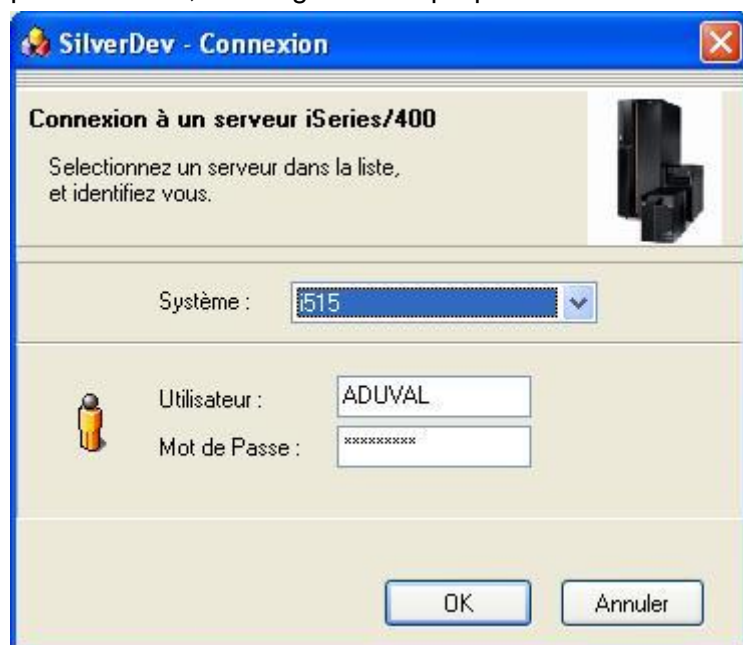 SilverDev - Connexion
Connexion à un serveur iSeries/400
Selectionnez un serveur dans la liste,
et identifiez vous.
Système : i515
Utilisateur : ADUVAL
Mot de Passe : *********
OK Annuler